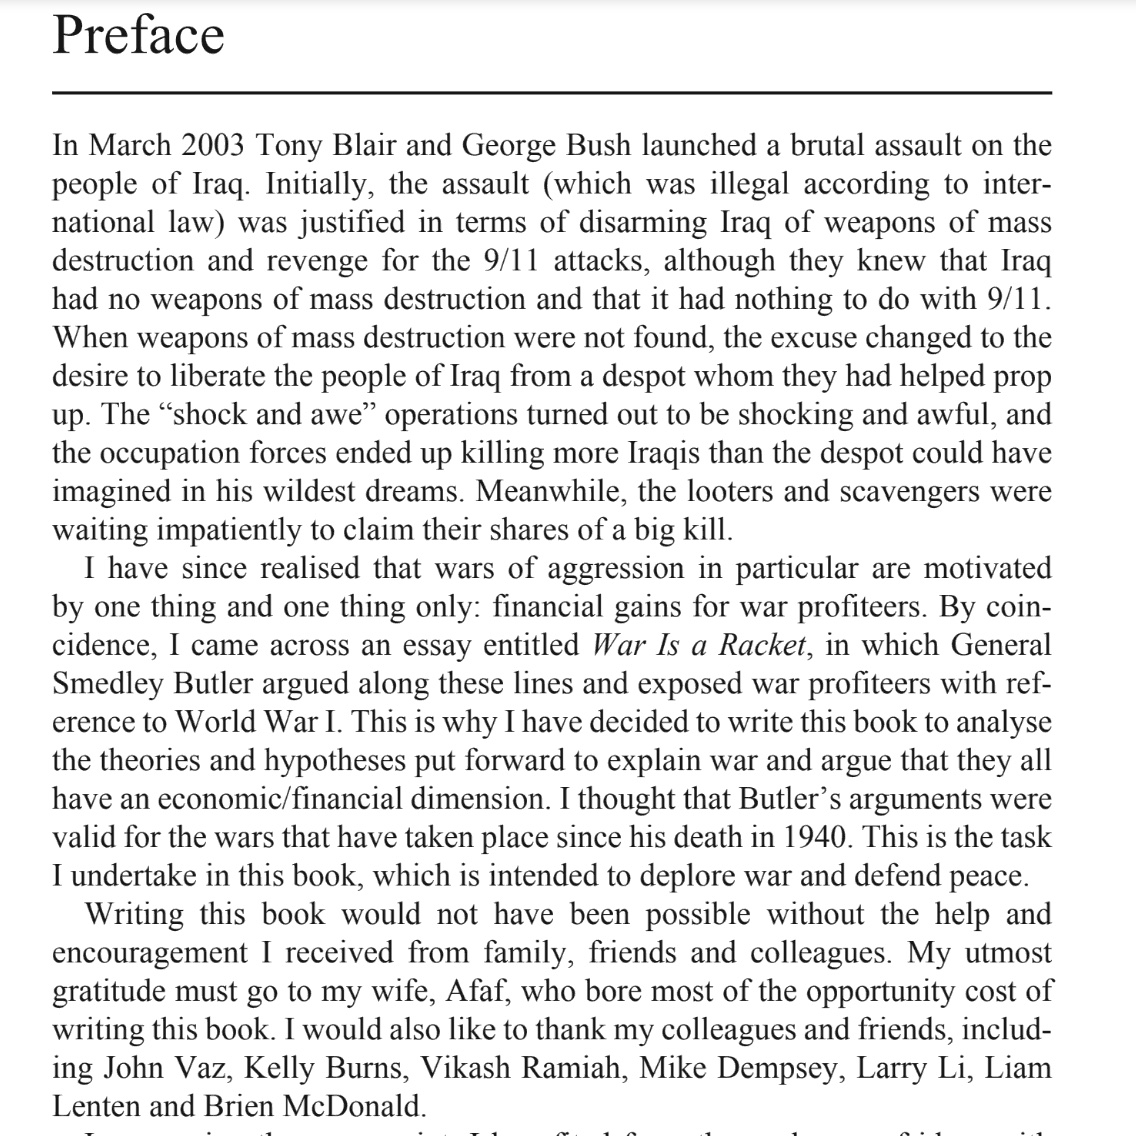 Preface
In March 2003 Tony Blair and George Bush launched a brutal assault on the
people of Iraq. Initially, the assault (which was illegal according to inter-
national law) was justified in terms of disarming Iraq of weapons of mass
destruction and revenge for the 9/11 attacks, although they knew that Iraq
had no weapons of mass destruction and that it had nothing to do with 9/11.
When weapons of mass destruction were not found, the excuse changed to the
desire to liberate the people of Iraq from a despot whom they had helped prop
up. The “shock and awe” operations turned out to be shocking and awful, and
the occupation forces ended up killing more Iraqis than the despot could have
imagined in his wildest dreams. Meanwhile, the looters and scavengers were
waiting impatiently to claim their shares of a big kill.
I have since realised that wars of aggression in particular are motivated
by one thing and one thing only: financial gains for war profiteers. By coin-
cidence, I came across an essay entitled War Is a Racket, in which General
Smedley Butler argued along these lines and exposed war profiteers with ref-
erence to World War I. This is why I have decided to write this book to analyse
the theories and hypotheses put forward to explain war and argue that they all
have an economic/financial dimension. I thought that Butler’s arguments were
valid for the wars that have taken place since his death in 1940. This is the task
I undertake in this book, which is intended to deplore war and defend peace.
Writing this book would not have been possible without the help and
encouragement I received from family, friends and colleagues. My utmost
gratitude must go to my wife, Afaf, who bore most of the opportunity cost of
writing this book. I would also like to thank my colleagues and friends, includ-
ing John Vaz, Kelly Burns, Vikash Ramiah, Mike Dempsey, Larry Li, Liam
Lenten and Brien McDonald.